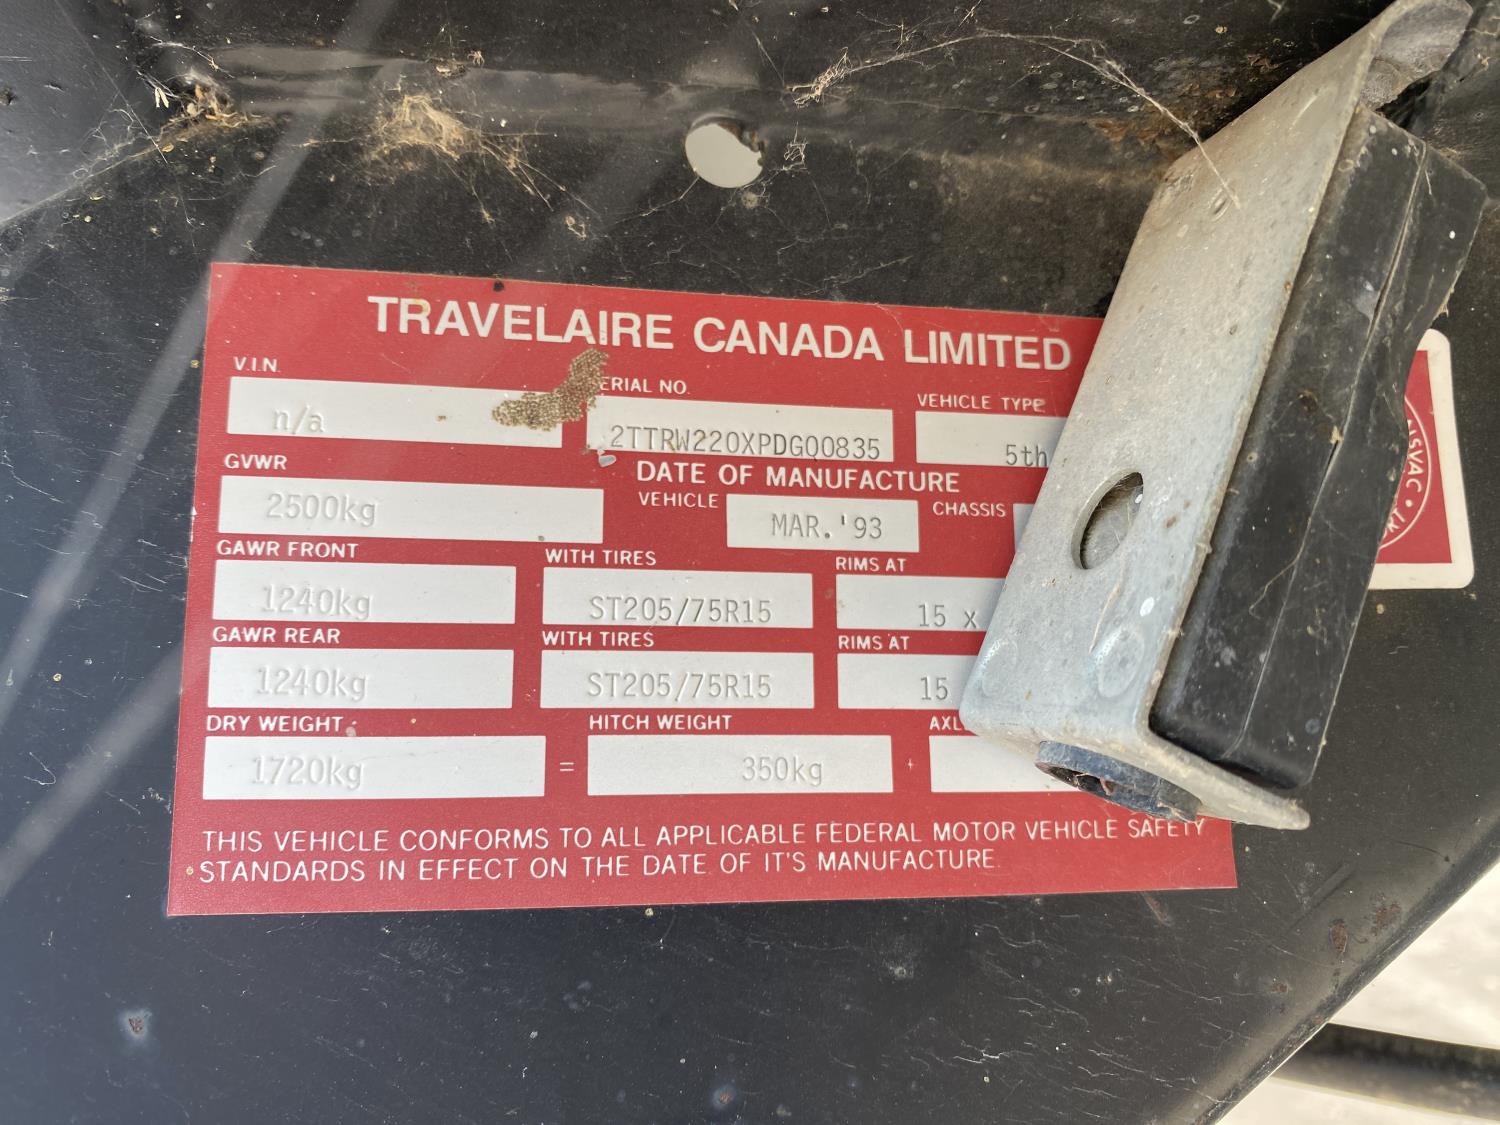 TRAVELAIRE CANADA LIMITED
V.I.N. ERIAL NO. VEHICLE TYPE
n/a 2TTRW220XPDG00835 5th
GVWR DATE OF MANUFACTURE
2500kg VEHICLE MAR.'93 CHASSIS
GAWR FRONT WITH TIRES RIMS AT
1240kg ST205/75R15 15 x
GAWR REAR WITH TIRES RIMS AT
1240kg ST205/75R15 15
DRY WEIGHT HITCH WEIGHT AXL
1720kg = 350kg +
THIS VEHICLE CONFORMS TO ALL APPLICABLE FEDERAL MOTOR VEHICLE SAFETY
STANDARDS IN EFFECT ON THE DATE OF IT'S MANUFACTURE.
NSVAC